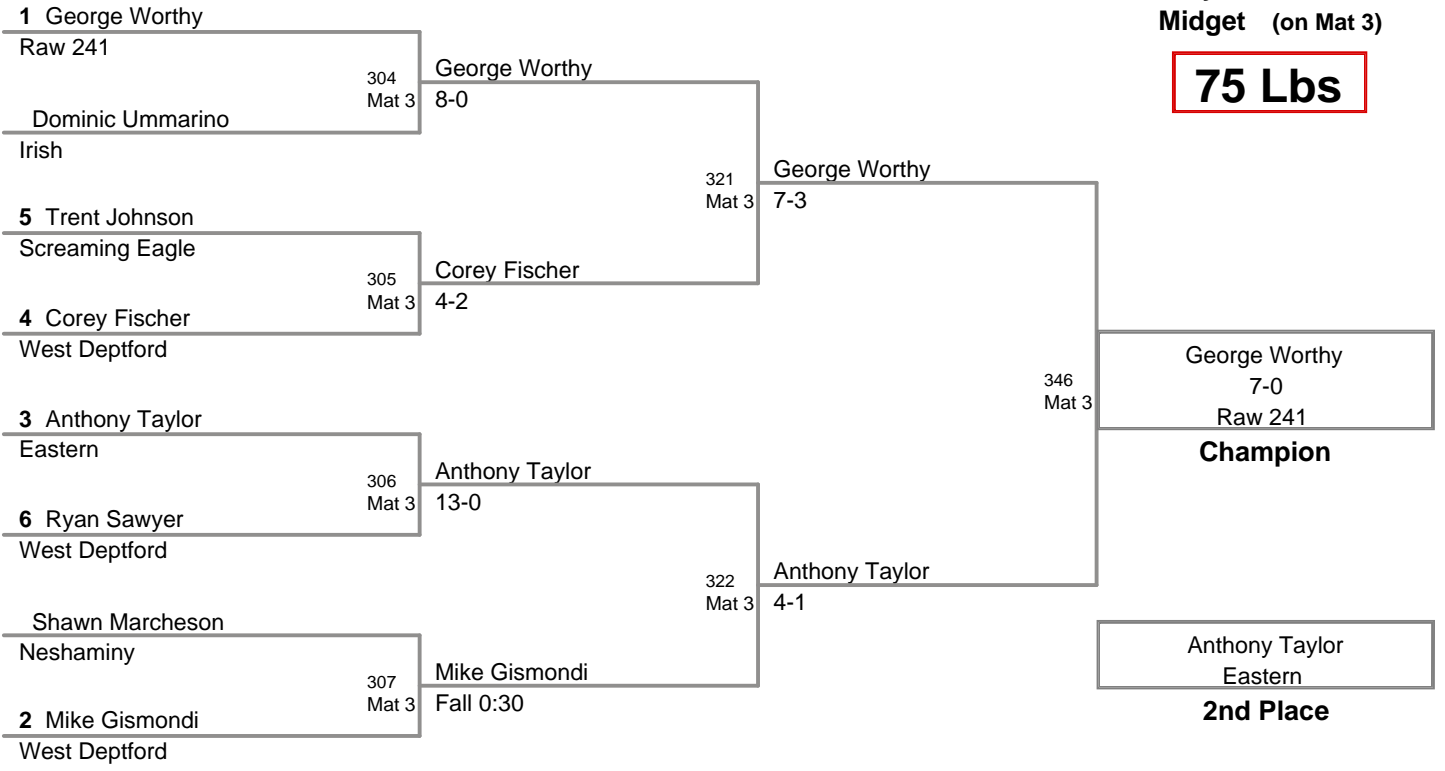 Midget (on Mat 3)
75 Lbs
1 George Worthy
Raw 241
304
Mat 3
George Worthy
8-0
Dominic Ummarino
Irish
321
Mat 3
George Worthy
7-3
5 Trent Johnson
Screaming Eagle
305
Mat 3
Corey Fischer
4-2
4 Corey Fischer
West Deptford
346
Mat 3
George Worthy
7-0
Raw 241
Champion
3 Anthony Taylor
Eastern
306
Mat 3
Anthony Taylor
13-0
6 Ryan Sawyer
West Deptford
322
Mat 3
Anthony Taylor
4-1
Shawn Marcheson
Neshaminy
307
Mat 3
Mike Gismondi
Fall 0:30
2 Mike Gismondi
West Deptford
Anthony Taylor
Eastern
2nd Place